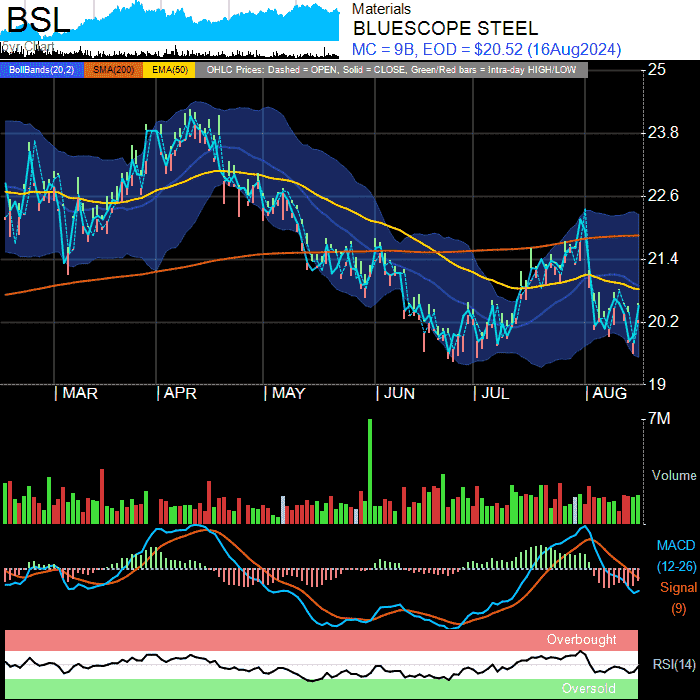 BSL
Materials
BLUESCOPE STEEL
MC = 9B, EOD = $20.52 (16Aug2024)
BollBands(20,2) SMA(200) EMA(50) OHLC Prices: Dashed = OPEN, Solid = CLOSE, Green/Red bars = Intra-day HIGH/LOW
25
23.8
22.6
21.4
20.2
19
| MAR | APR | MAY | JUN | JUL | AUG
7M
Volume
MACD
(12-26)
Signal
(9)
Overbought
RSI(14)
Oversold